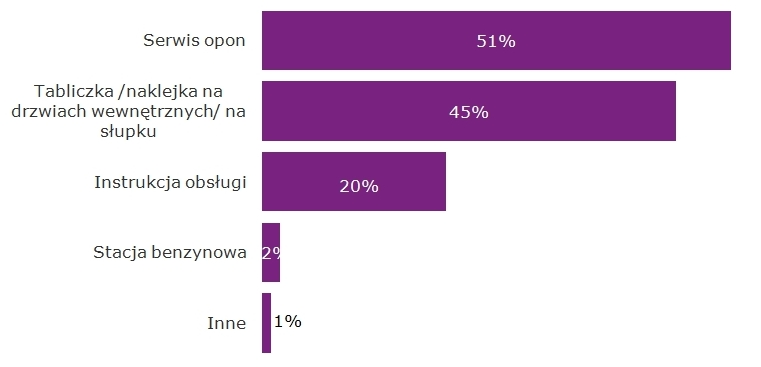 Serwis opon
51%
Tabliczka /naklejka na
drzwiach wewnętrznych/ na
słupku
45%
Instrukcja obsługi
20%
Stacja benzynowa
2%
Inne
1%